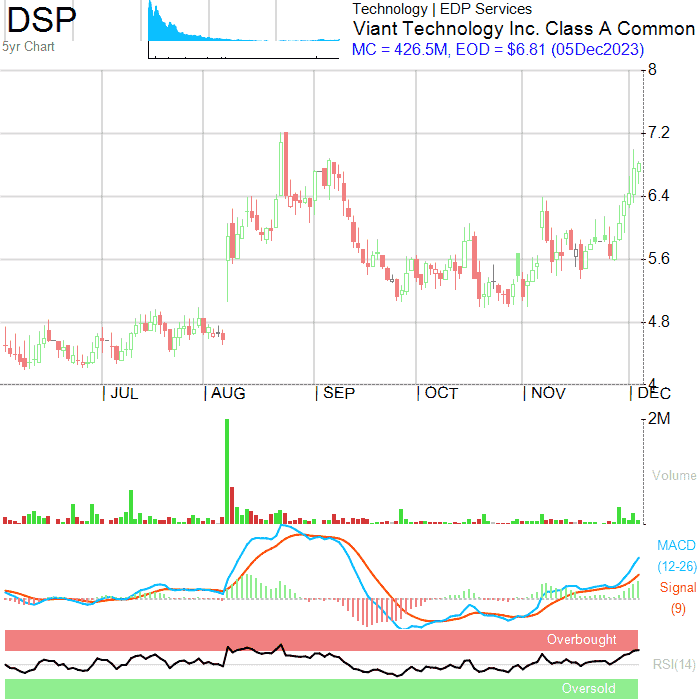 DSP
5yr Chart
Technology | EDP Services
Viant Technology Inc. Class A Common
MC = 426.5M, EOD = $6.81 (05Dec2023)
8
7.2
6.4
5.6
4.8
4
JUL AUG SEP OCT NOV DEC
2M
Volume
MACD
(12-26)
Signal
(9)
Overbought
RSI(14)
Oversold